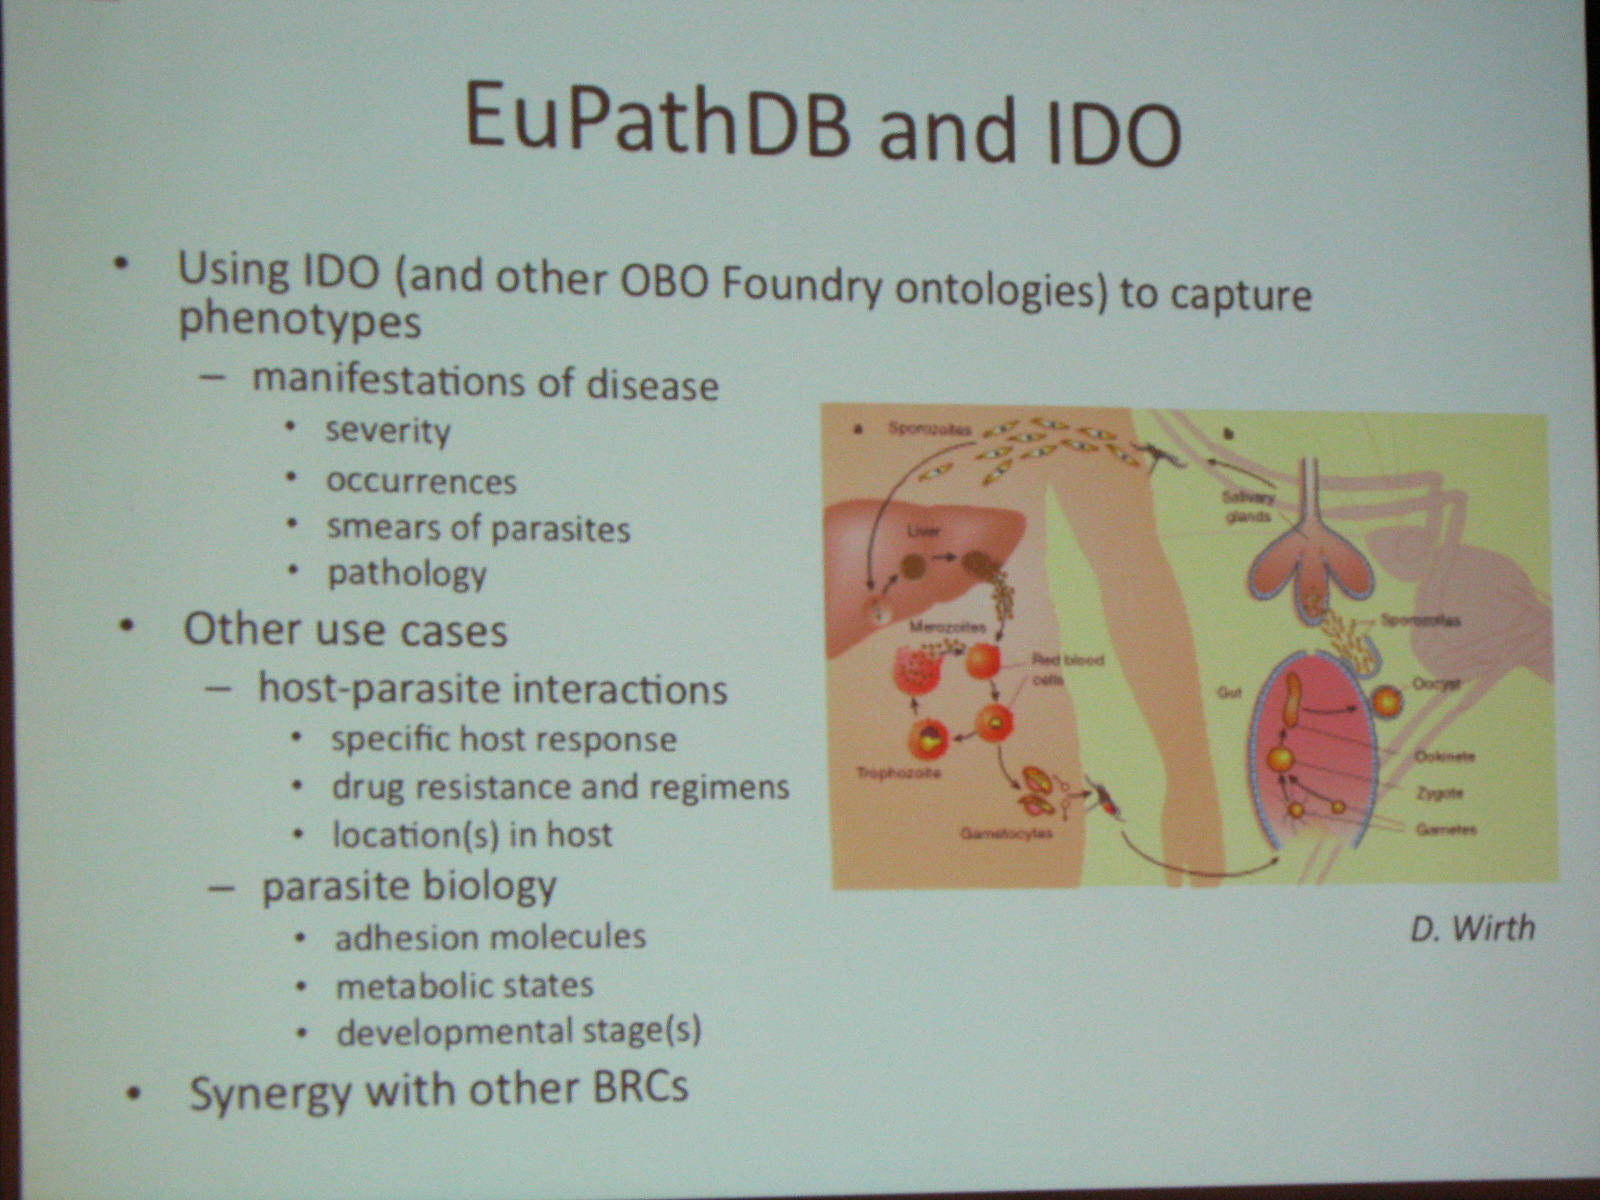 EuPathDB and IDO
• Using IDO (and other OBO Foundry ontologies) to capture
phenotypes
– manifestations of disease
• severity
• occurrences
• smears of parasites
• pathology
• Other use cases
– host-parasite interactions
• specific host response
• drug resistance and regimens
• location(s) in host
– parasite biology
• adhesion molecules
• metabolic states
• developmental stage(s)
• Synergy with other BRCs
a
Sporozoites
Liver
Merozoites
Red blood
cells
Trophozoite
Gametocytes
b
Salivary
glands
Sporozoites
Gut
Oocyst
Ookinete
Zygote
Gametes
D. Wirth